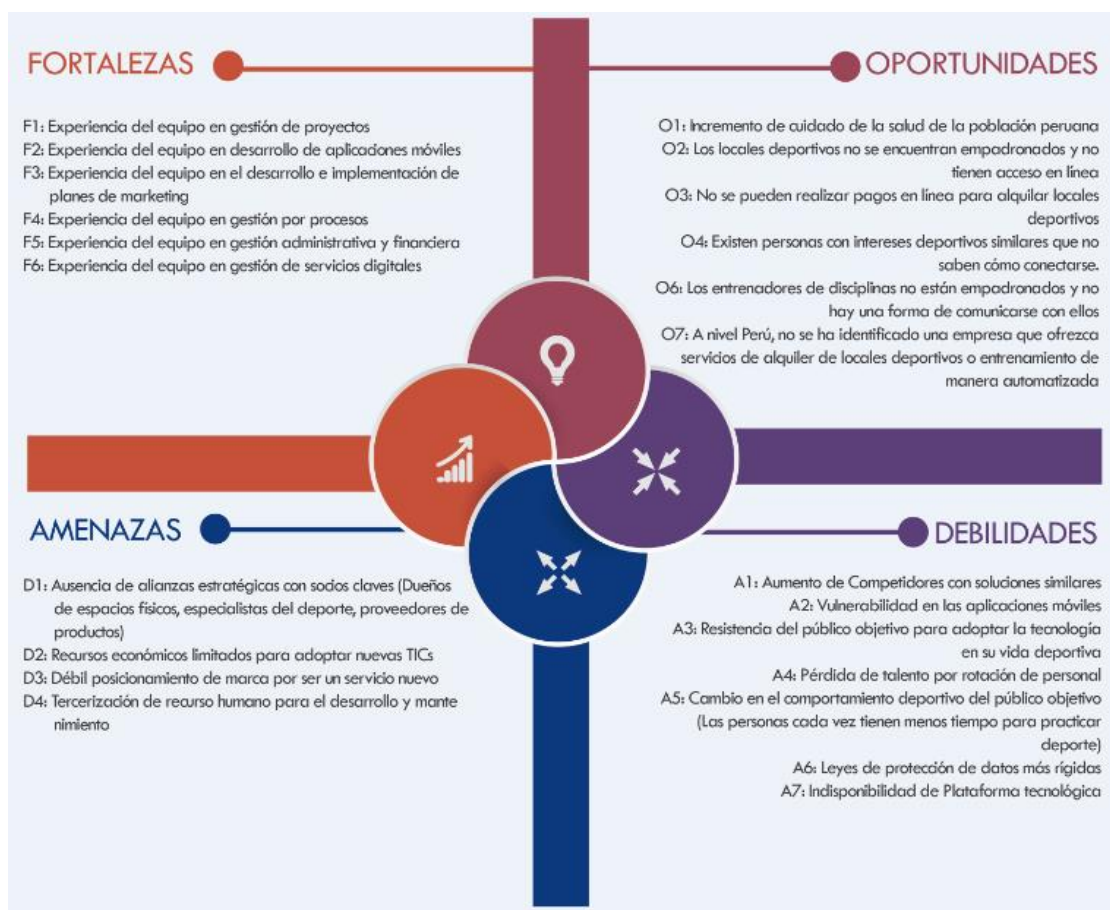 FORTALEZAS
F1: Experiencia del equipo en gestión de proyectos
F2: Experiencia del equipo en desarrollo de aplicaciones móviles
F3: Experiencia del equipo en el desarrollo e implementación de
planes de marketing
F4: Experiencia del equipo en gestión por procesos
F5: Experiencia del equipo en gestión administrativa y financiera
F6: Experiencia del equipo en gestión de servicios digitales
OPORTUNIDADES
O1: Incremento de cuidado de la salud de la población peruana
O2: Los locales deportivos no se encuentran empadronados y no
tienen acceso en línea
O3: No se pueden realizar pagos en línea para alquilar locales
deportivos
O4: Existen personas con intereses deportivos similares que no
saben cómo conectarse.
O6: Los entrenadores de disciplinas no están empadronados y no
hay una forma de comunicarse con ellos
O7: A nivel Perú, no se ha identificado una empresa que ofrezca
servicios de alquiler de locales deportivos o entrenamiento de
manera automatizada
AMENAZAS
D1: Ausencia de alianzas estratégicas con socios claves (Dueños
de espacios físicos, especialistas del deporte, proveedores de
productos)
D2: Recursos económicos limitados para adoptar nuevas TICs
D3: Débil posicionamiento de marca por ser un servicio nuevo
D4: Tercerización de recurso humano para el desarrollo y mante
nimiento
DEBILIDADES
A1: Aumento de Competidores con soluciones similares
A2: Vulnerabilidad en las aplicaciones móviles
A3: Resistencia del público objetivo para adoptar la tecnología
en su vida deportiva
A4: Pérdida de talento por rotación de personal
A5: Cambio en el comportamiento deportivo del público objetivo
(Las personas cada vez tienen menos tiempo para practicar
deporte)
A6: Leyes de protección de datos más rígidas
A7: Indisponibilidad de Plataforma tecnológica